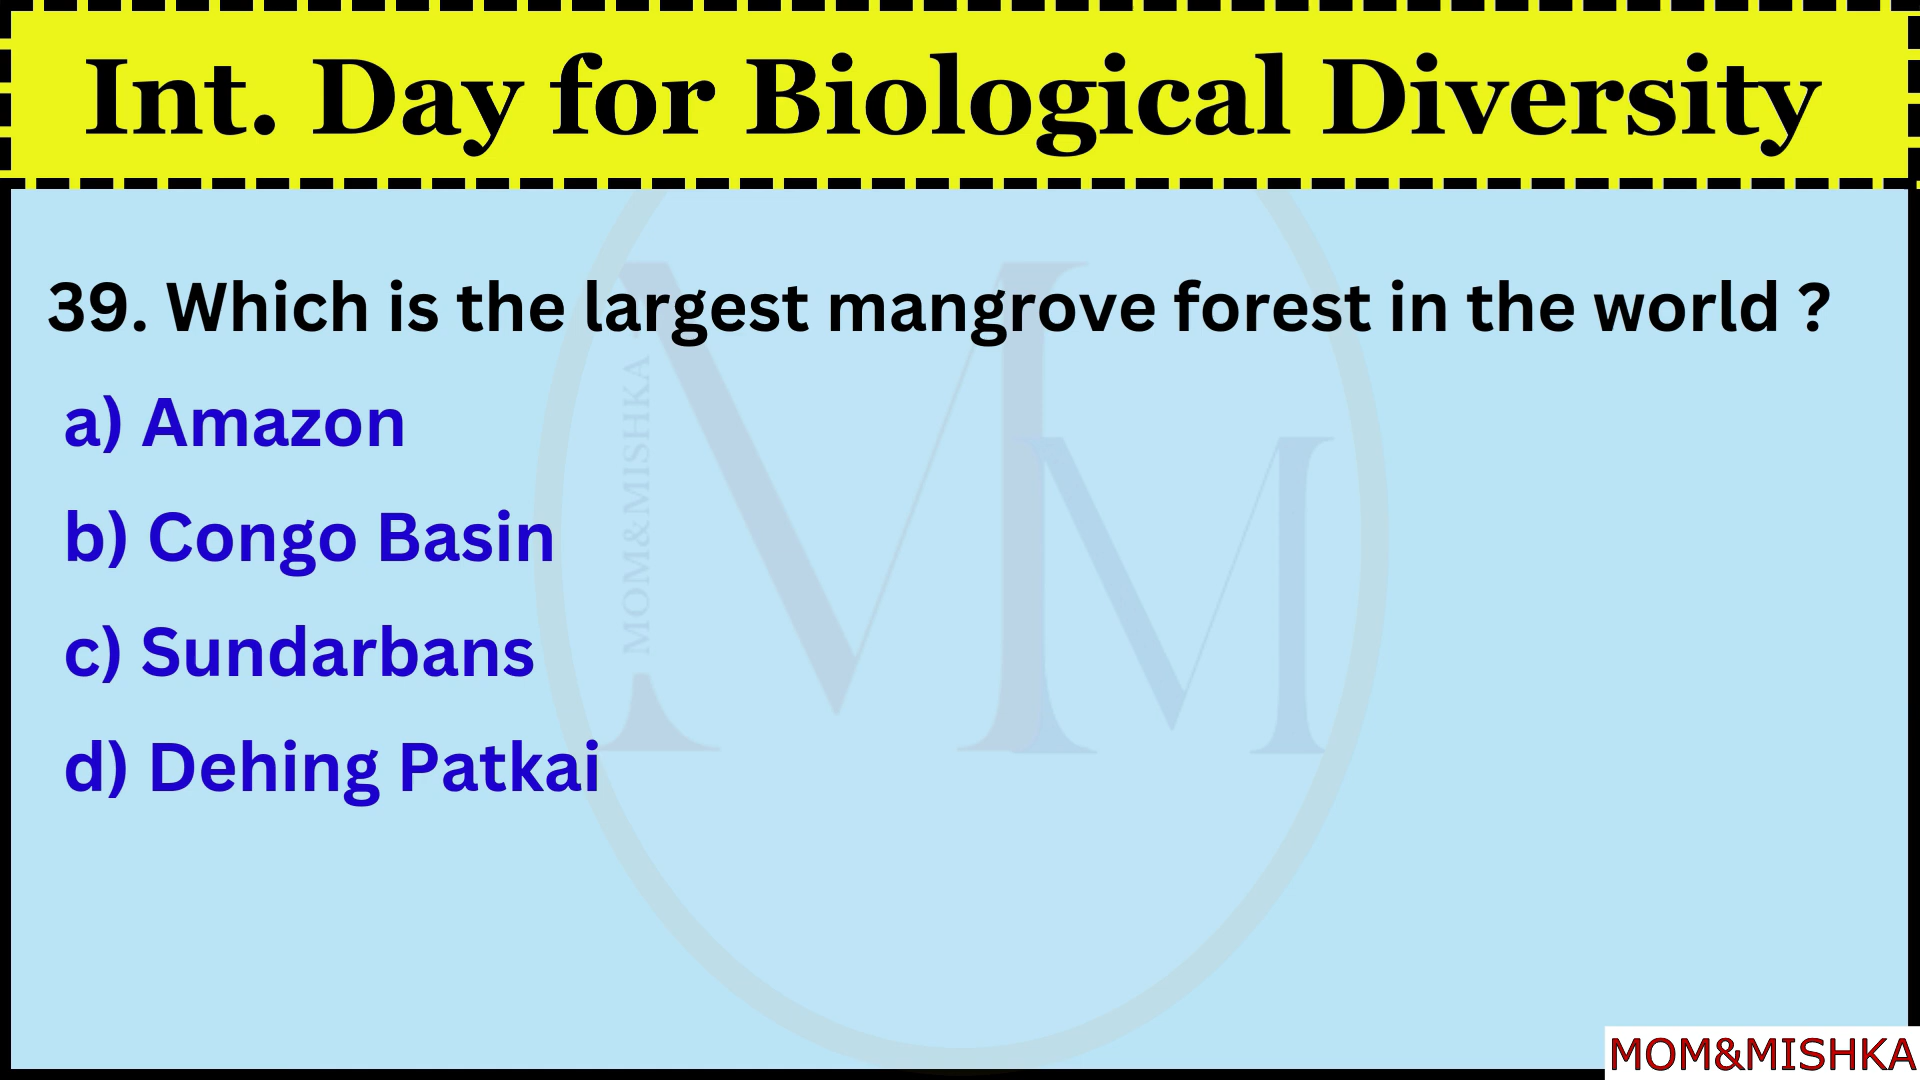 Int. Day for Biological Diversity
39. Which is the largest mangrove forest in the world ?
a) Amazon
b) Congo Basin
c) Sundarbans
d) Dehing Patkai
MOM&MISHKA
M M
MOM&MISHKA